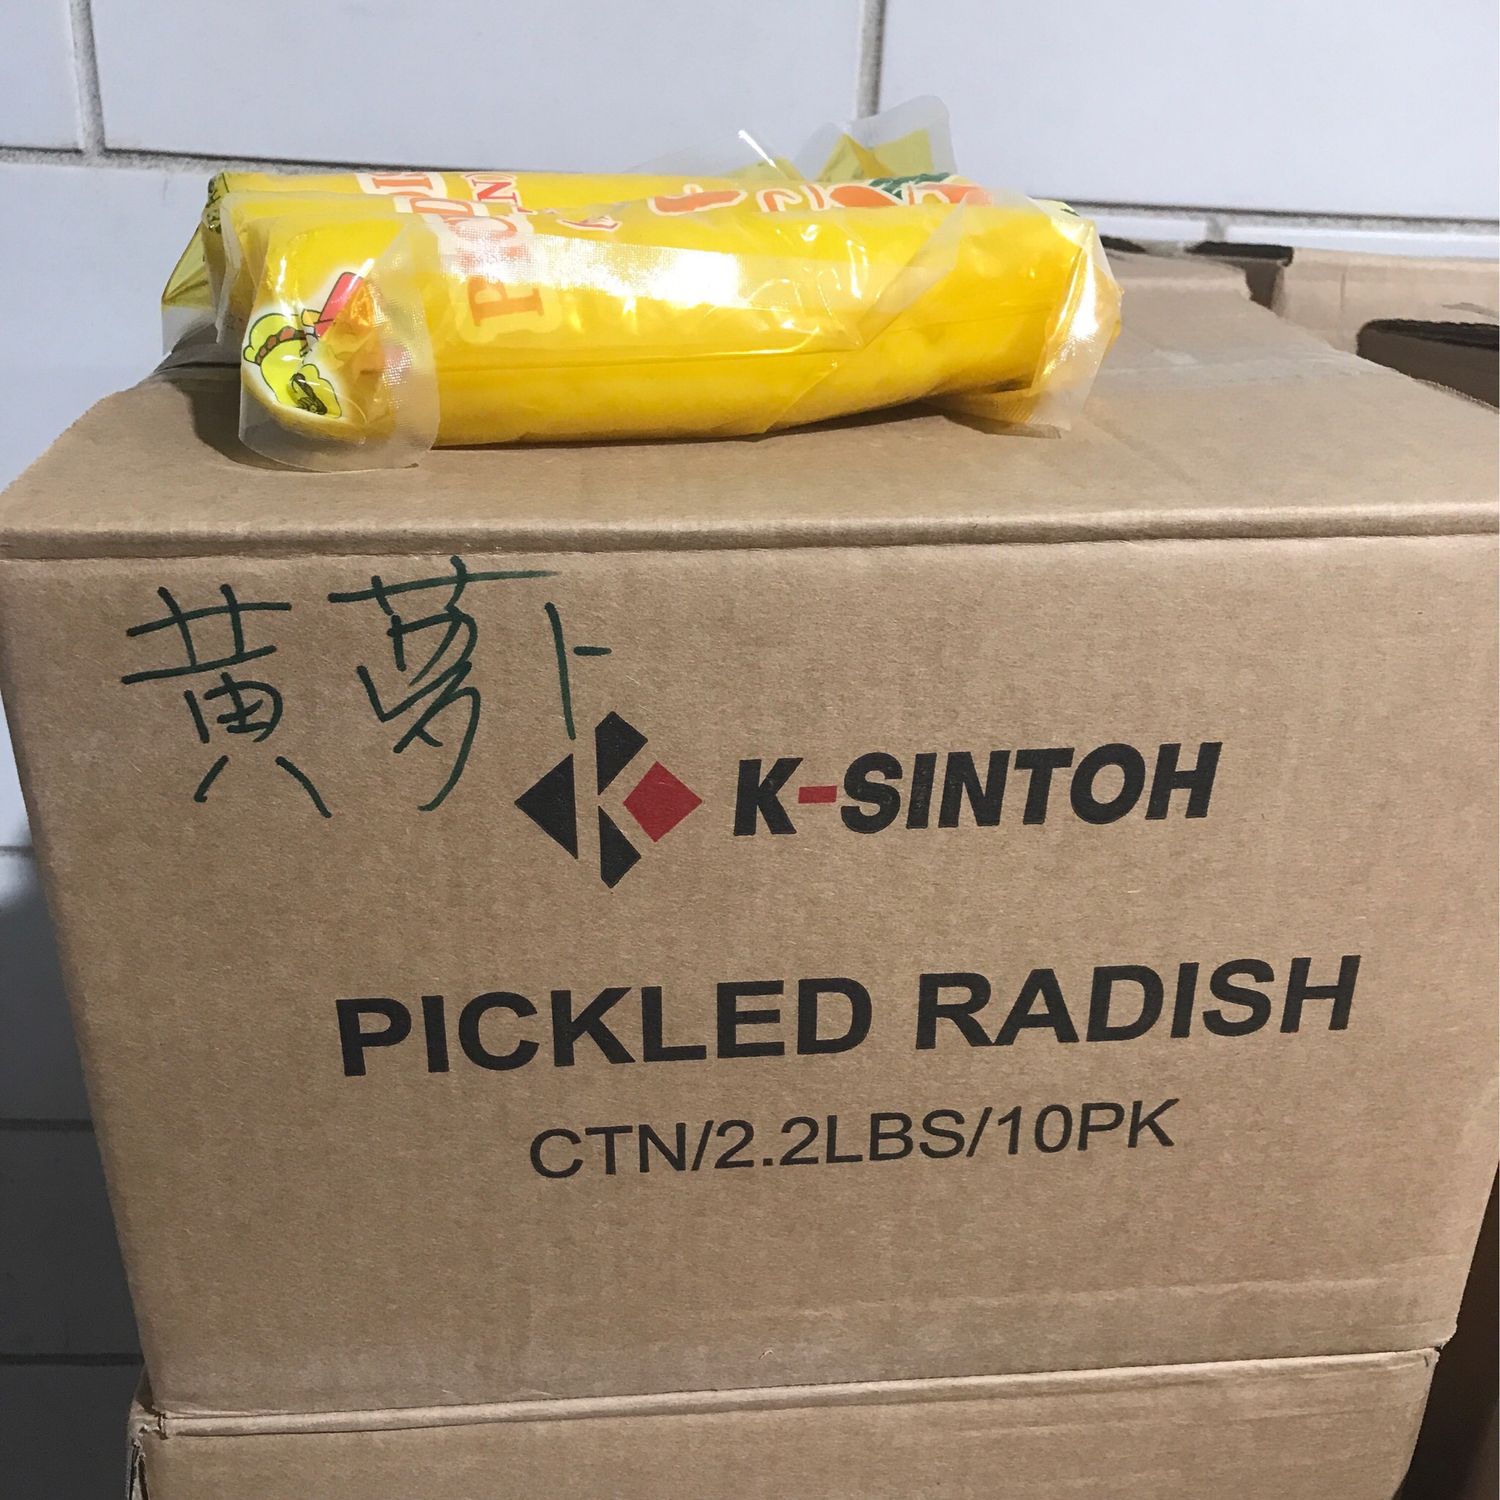 黄萝卜
K-SINTOH
PICKLED RADISH
CTN/2.2LBS/10PK